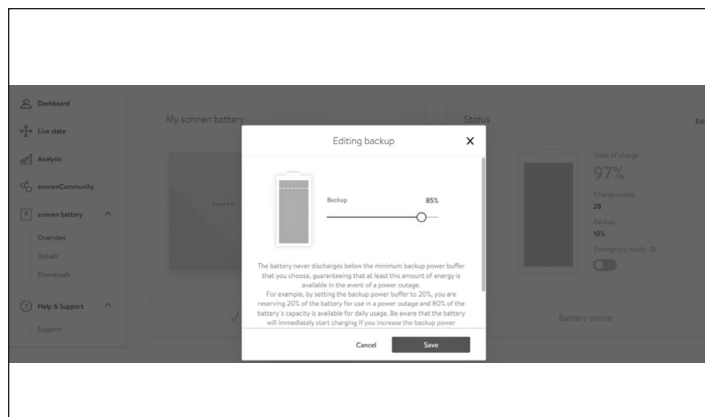 Dashboard
Live state
Analysis
sonnenCommunity
sonnen battery
Overview
Details
Downloads
Help & Support
Support
My sonnen battery
Status
State of charge
97%
Charge cycles
28
Backup
10%
Emergency mode
Battery online
Editing backup
Backup 85%
The battery never discharges below the minimum backup power buffer
that you choose, guaranteeing that at least this amount of energy is
available in the event of a power outage.
For example, by setting the backup power buffer to 20%, you are
reserving 20% of the battery for use in a power outage and 80% of the
battery's capacity is available for daily usage. Be aware that the battery
will immediately start charging if you increase the backup power
Cancel Save